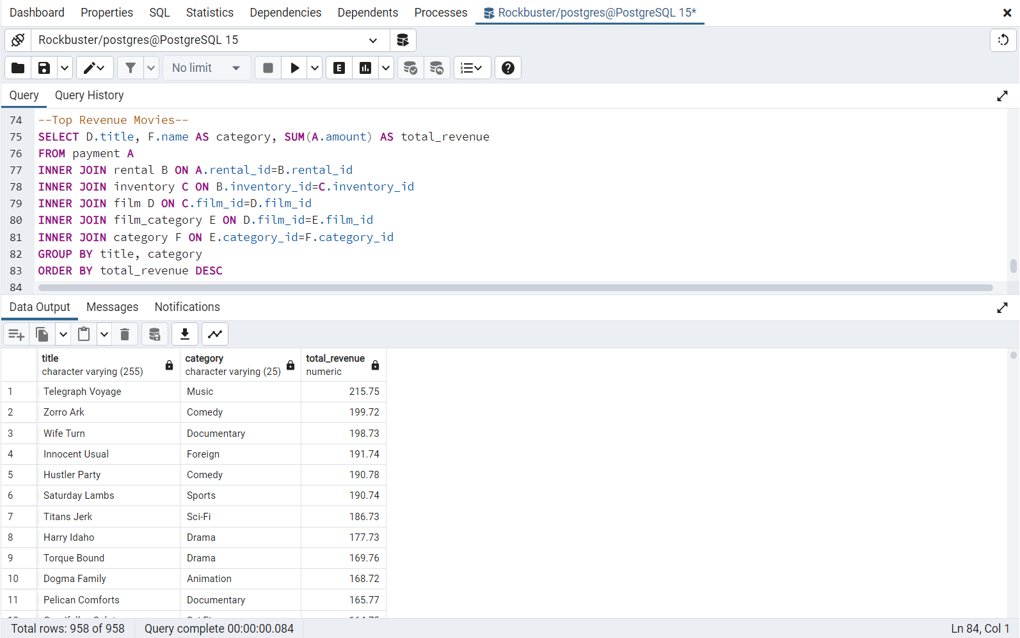 Dashboard Properties SQL Statistics Dependencies Dependents Processes Rockbuster/postgres@PostgreSQL 15*
Rockbuster/postgres@PostgreSQL 15
No limit
E
Query Query History
74 --Top Revenue Movies--
75 SELECT D.title, F.name AS category, SUM(A.amount) AS total_revenue
76 FROM payment A
77 INNER JOIN rental B ON A.rental_id=B.rental_id
78 INNER JOIN inventory C ON B.inventory_id=C.inventory_id
79 INNER JOIN film D ON C.film_id=D.film_id
80 INNER JOIN film_category E ON D.film_id=E.film_id
81 INNER JOIN category F ON E.category_id=F.category_id
82 GROUP BY title, category
83 ORDER BY total_revenue DESC
84
Data Output Messages Notifications
title category total_revenue
character varying (255) character varying (25) numeric
1 Telegraph Voyage Music 215.75
2 Zorro Ark Comedy 199.72
3 Wife Turn Documentary 198.73
4 Innocent Usual Foreign 191.74
5 Hustler Party Comedy 190.78
6 Saturday Lambs Sports 190.74
7 Titans Jerk Sci-Fi 186.73
8 Harry Idaho Drama 177.73
9 Torque Bound Drama 169.76
10 Dogma Family Animation 168.72
11 Pelican Comforts Documentary 165.77
Total rows: 958 of 958 Query complete 00:00:00.084 Ln 84, Col 1